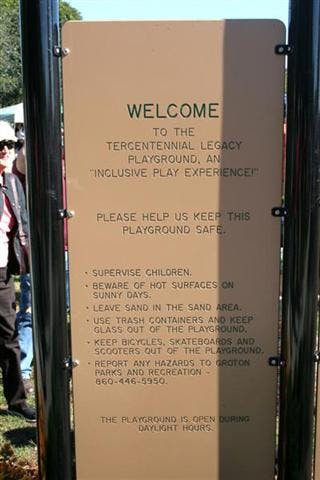 WELCOME
TO THE
TERCENTENNIAL LEGACY
PLAYGROUND, AN
"INCLUSIVE PLAY EXPERIENCE!"
PLEASE HELP US KEEP THIS
PLAYGROUND SAFE.
• SUPERVISE CHILDREN.
• BEWARE OF HOT SURFACES ON
SUNNY DAYS.
• LEAVE SAND IN THE SAND AREA.
• USE TRASH CONTAINERS AND KEEP
GLASS OUT OF THE PLAYGROUND.
• KEEP BICYCLES, SKATEBOARDS AND
SCOOTERS OUT OF THE PLAYGROUND.
• REPORT ANY HAZARDS TO GROTON
PARKS AND RECREATION -
860-446-5950.
THE PLAYGROUND IS OPEN DURING
DAYLIGHT HOURS.